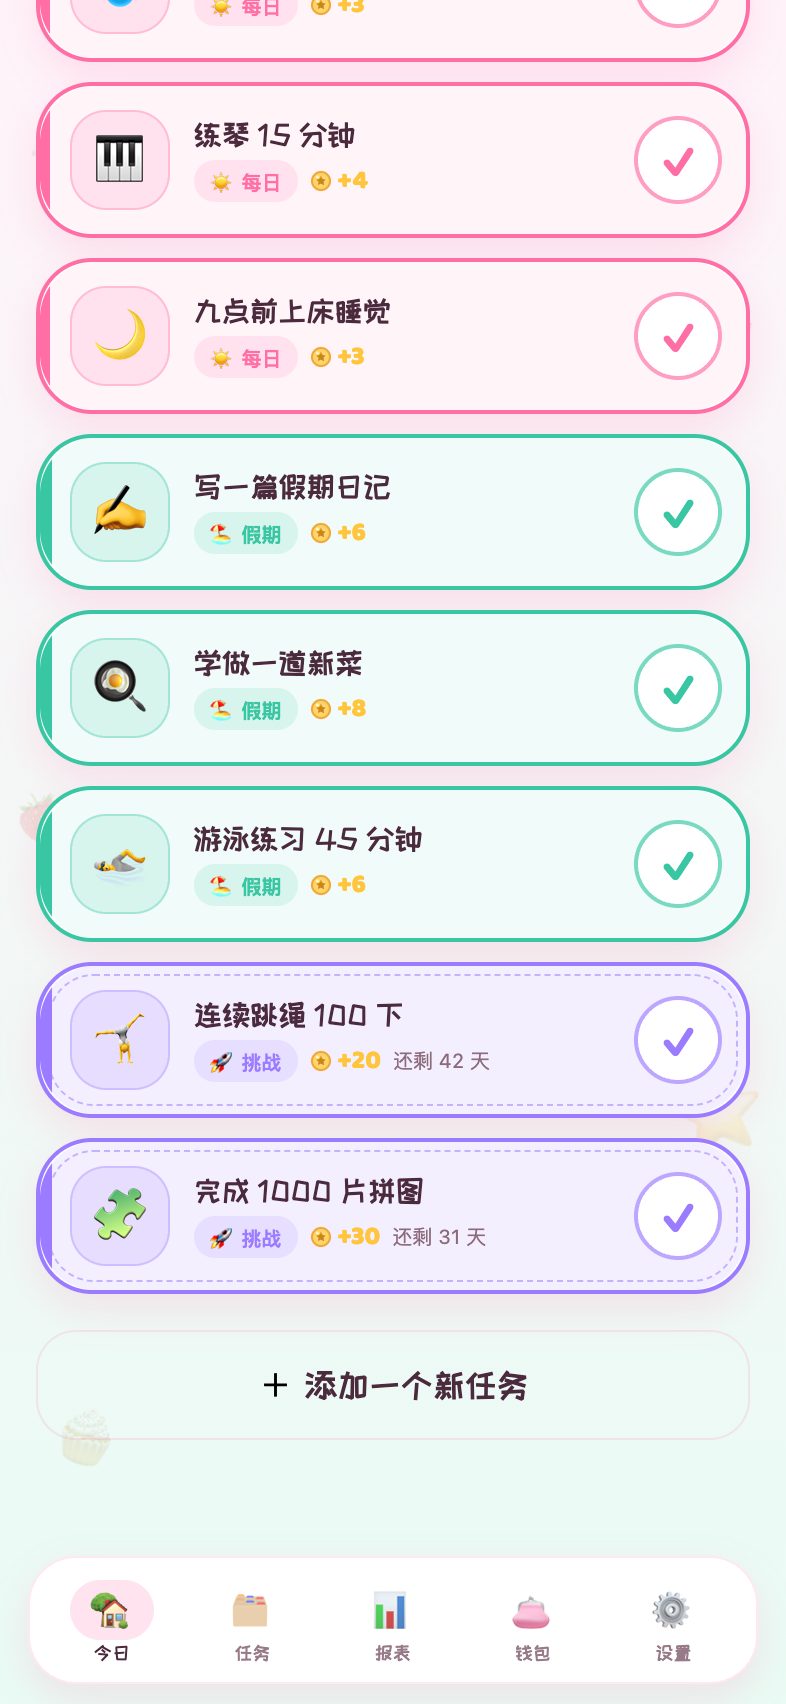 每日 +3
练琴 15 分钟
每日 +4
九点前上床睡觉
每日 +3
写一篇假期日记
假期 +6
学做一道新菜
假期 +8
游泳练习 45 分钟
假期 +6
连续跳绳 100 下
挑战 +20 还剩 42 天
完成 1000 片拼图
挑战 +30 还剩 31 天
+ 添加一个新任务
今日 任务 报表 钱包 设置